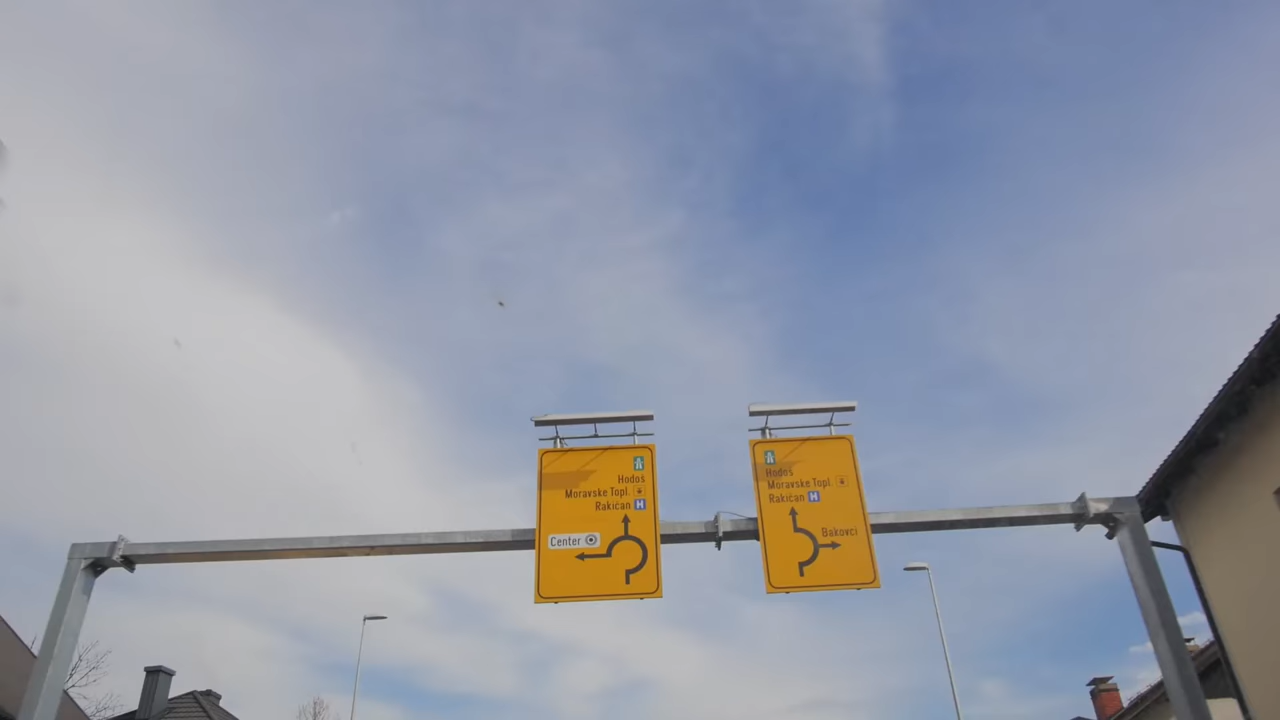 Hodoš
Moravske Topl.
Rakičan H
Center
Hodoš
Moravske Topl.
Rakičan H
Bakovci